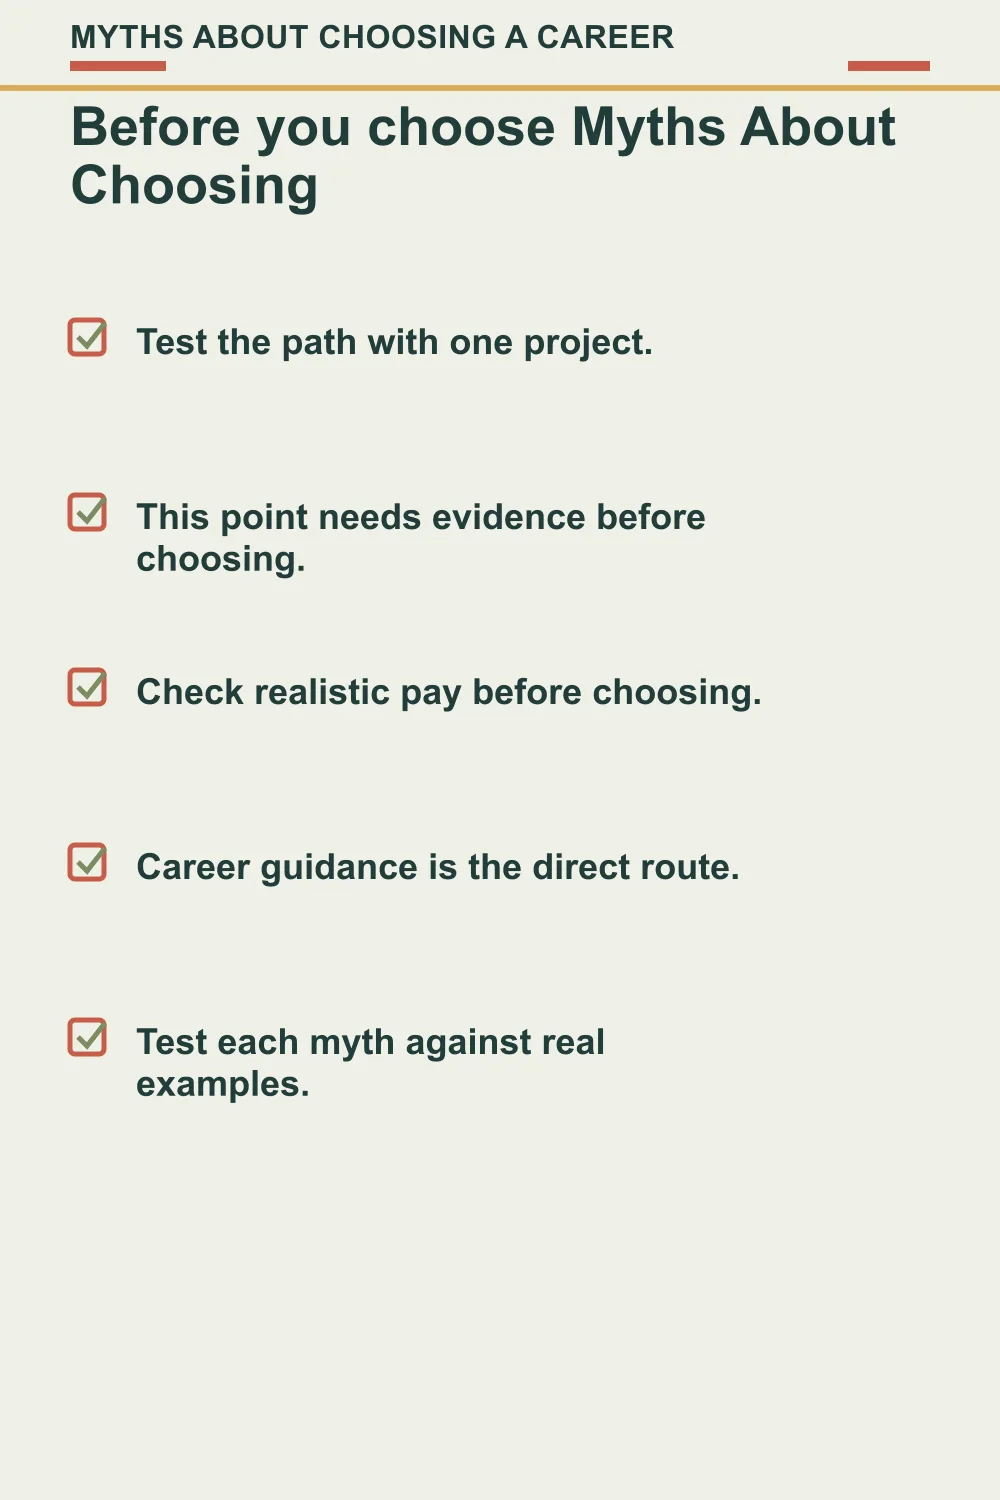 MYTHS ABOUT CHOOSING A CAREER
Before you choose Myths About
Choosing
Test the path with one project.
This point needs evidence before
choosing.
Check realistic pay before choosing.
Career guidance is the direct route.
Test each myth against real
examples.